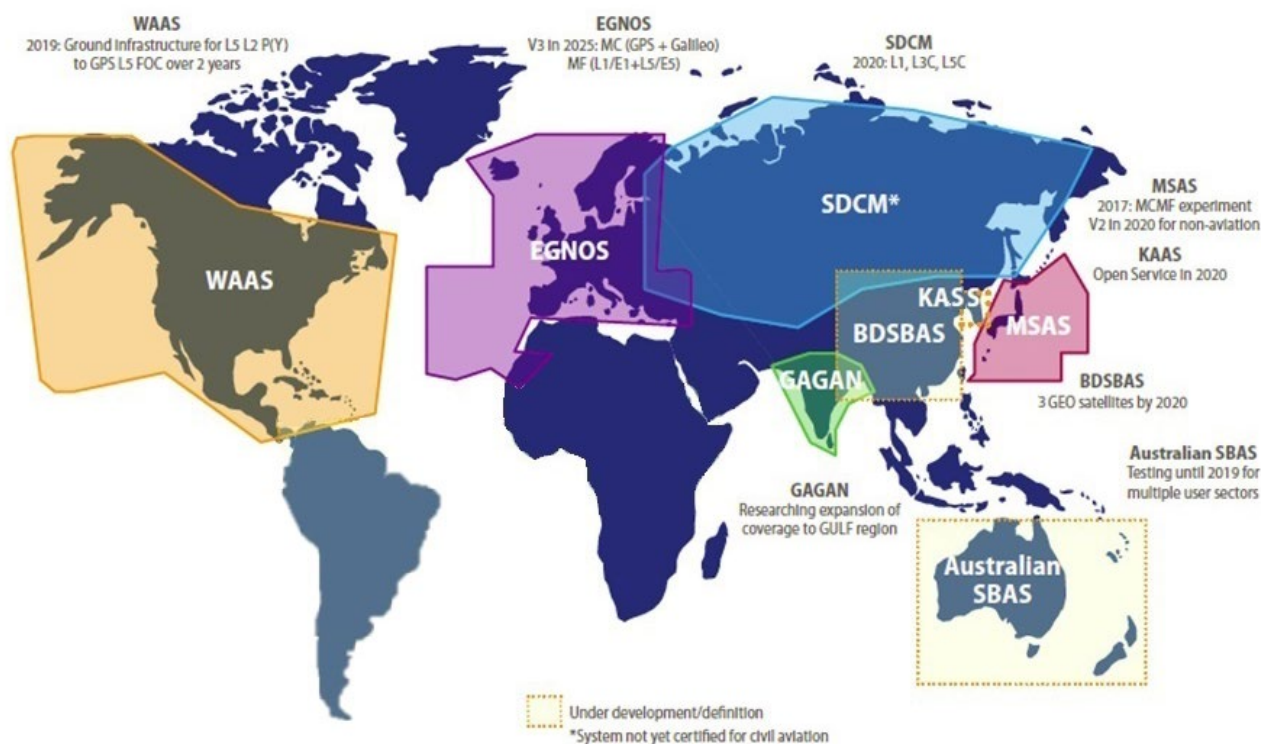 WAAS
2019: Ground infrastructure for L5 L2 P(Y)
to GPS L5 FOC over 2 years
EGNOS
V3 in 2025: MC (GPS + Galileo)
MF (L1/E1+L5/E5)
SDCM
2020: L1, L3C, L5C
MSAS
2017: MCMF experiment
V2 in 2020 for non-aviation
KAAS
Open Service in 2020
WAAS
EGNOS
SDCM*
KASS
BDSBAS
MSAS
GAGAN
BDSBAS
3 GEO satellites by 2020
Australian SBAS
Testing until 2019 for
multiple user sectors
GAGAN
Researching expansion of
coverage to GULF region
Australian
SBAS
Under development/definition
*System not yet certified for civil aviation